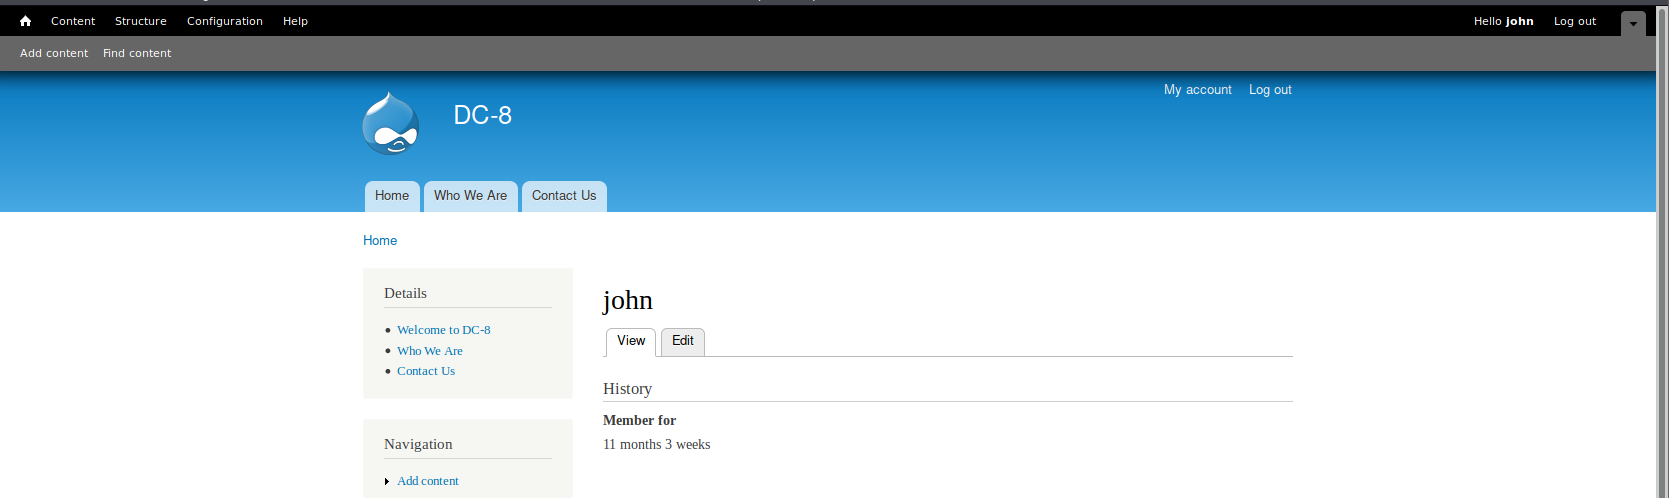 Content Structure Configuration Help Hello john Log out
Add content Find content
My account Log out
DC-8
Home Who We Are Contact Us
Home
Details
Welcome to DC-8
Who We Are
Contact Us
Navigation
Add content
john
View Edit
History
Member for
11 months 3 weeks